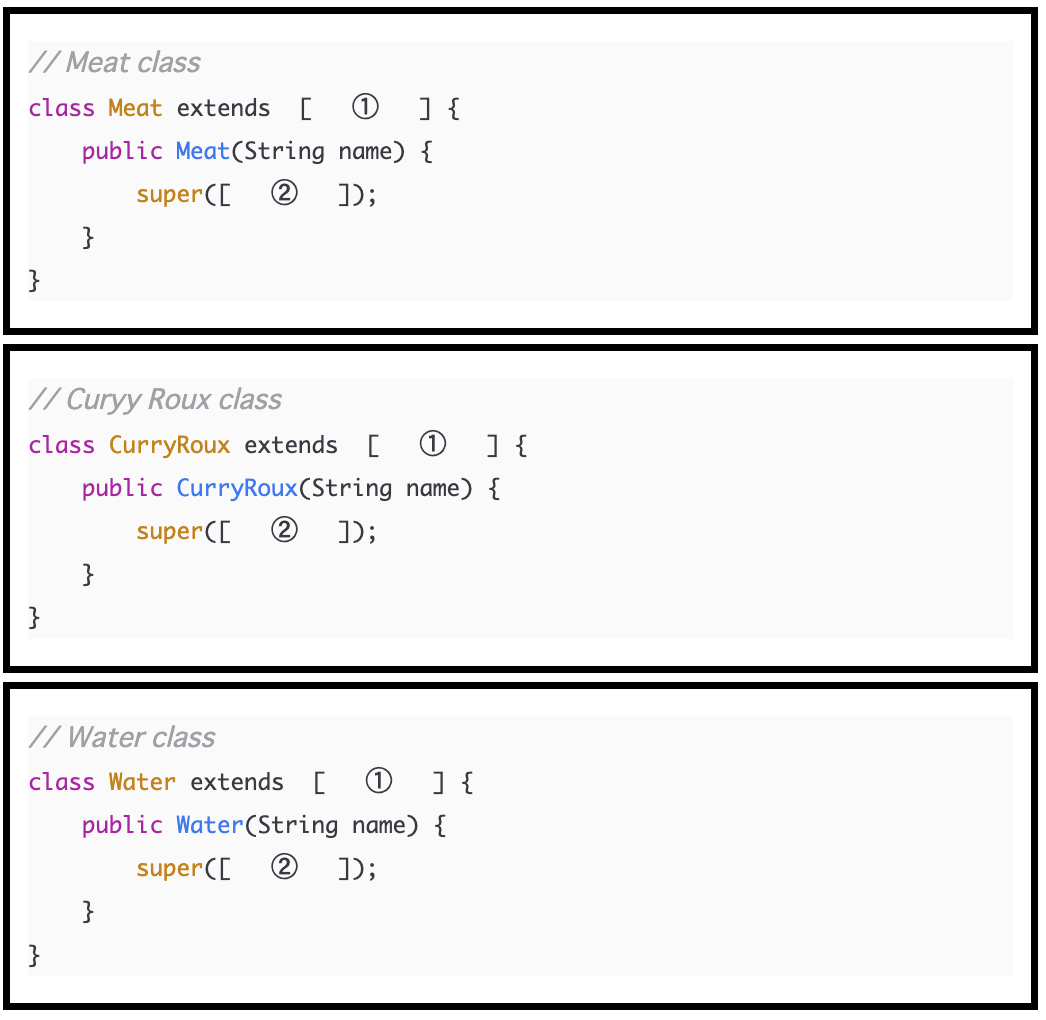 // Meat class
class Meat extends [ ① ] {
public Meat(String name) {
super([ ② ]);
}
}
// Curyy Roux class
class CurryRoux extends [ ① ] {
public CurryRoux(String name) {
super([ ② ]);
}
}
// Water class
class Water extends [ ① ] {
public Water(String name) {
super([ ② ]);
}
}